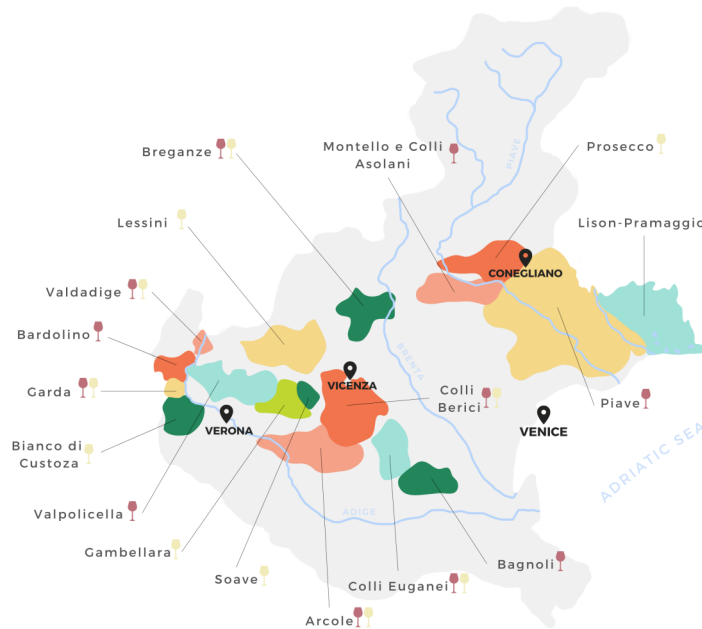 Breganze
Montello e Colli
Asolani
Prosecco
PIAVE
Lessini
Lison-Pramaggio
Valdadige
CONEGLIANO
Bardolino
BRENTA
VICENZA
Garda
Colli
Berici
Piave
VERONA
VENICE
Bianco di
Custoza
ADRIATIC SEA
Valpolicella
ADIGE
Gambellara
Soave
Colli Euganei
Bagnoli
Arcole